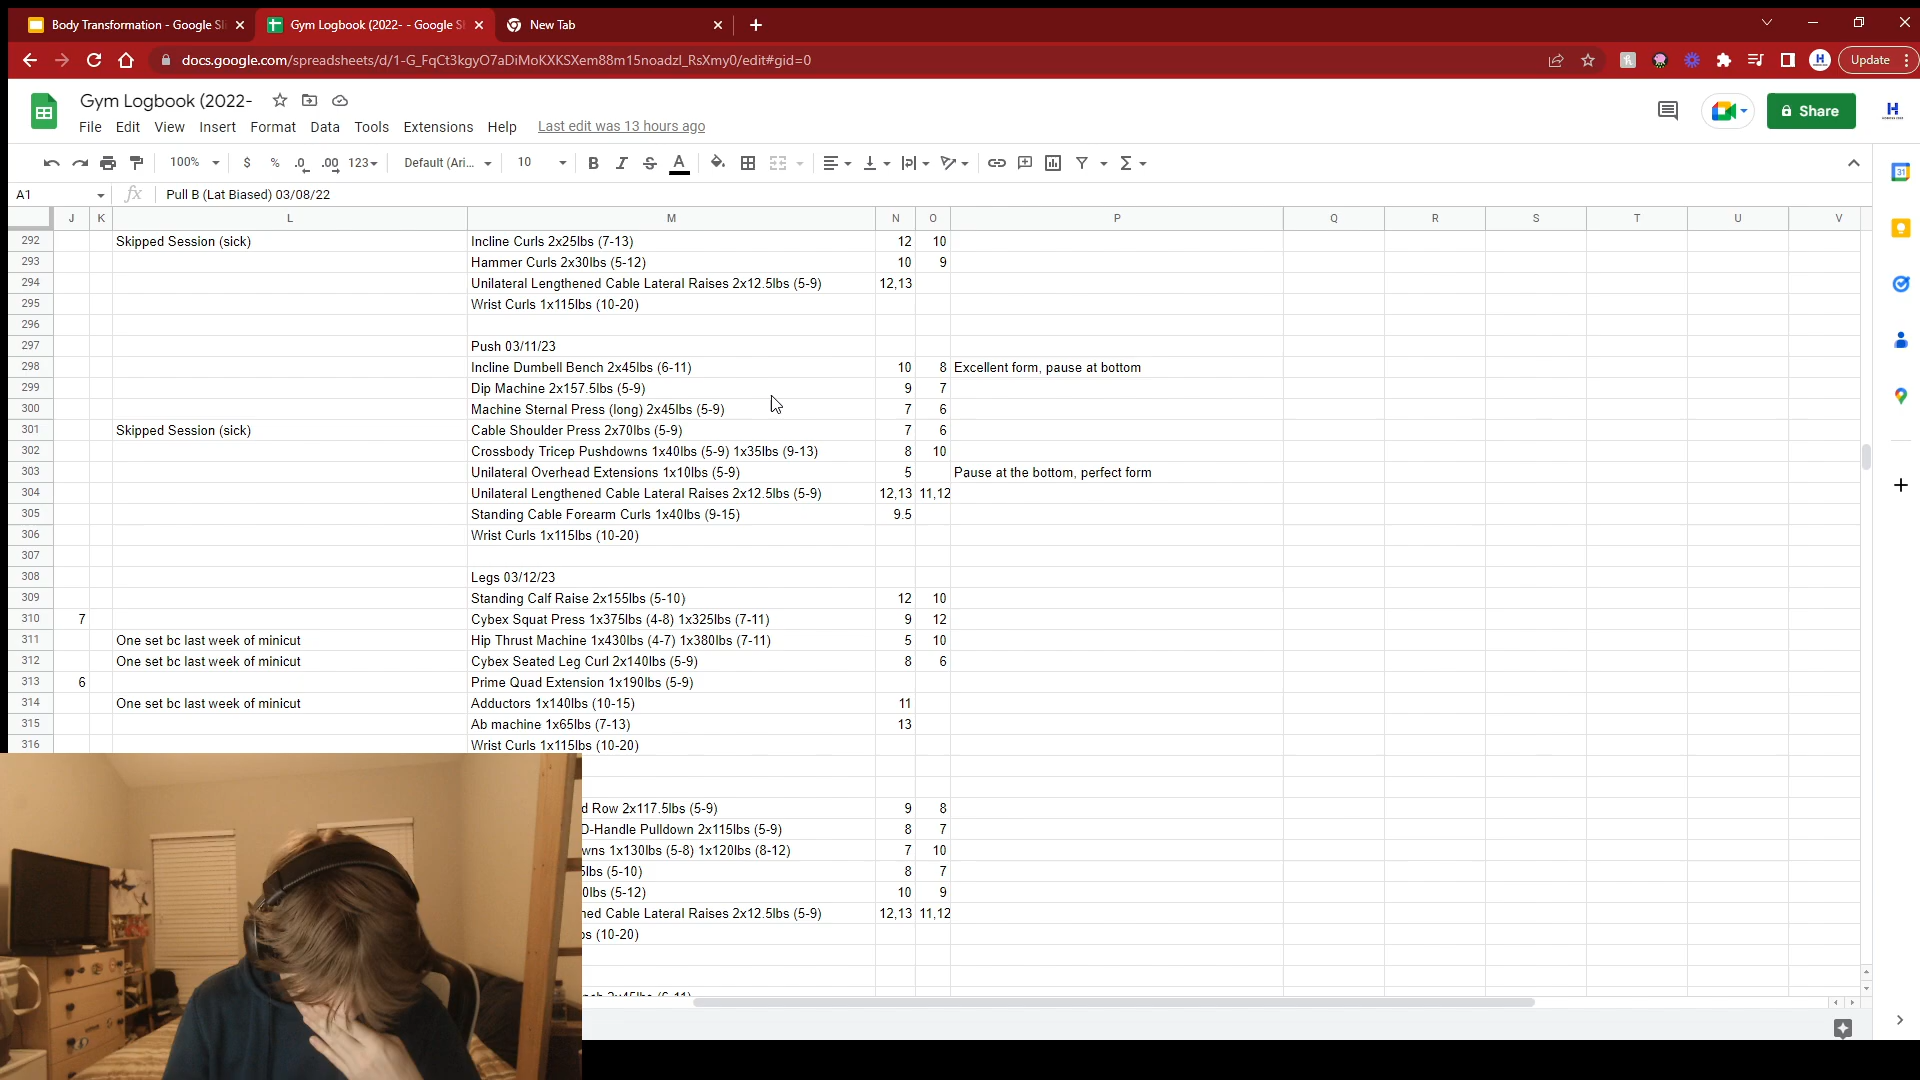 Body Transformation - Google Sl
Gym Logbook (2022- - Google Sh
New Tab
docs.google.com/spreadsheets/d/1-G_FqCt3kgyO7aDiMoKXKSXem88m15noadzI_RsXmy0/edit#gid=0
Update
Gym Logbook (2022-
File Edit View Insert Format Data Tools Extensions Help Last edit was 13 hours ago
Share
100% $ % .0 .00 123 Default (Ari... 10 B I S A
A1 fx Pull B (Lat Biased) 03/08/22
J K L M N O P Q R S T U V
292 Skipped Session (sick) Incline Curls 2x25lbs (7-13) 12 10
293 Hammer Curls 2x30lbs (5-12) 10 9
294 Unilateral Lengthened Cable Lateral Raises 2x12.5lbs (5-9) 12,13
295 Wrist Curls 1x115lbs (10-20)
296
297 Push 03/11/23
298 Incline Dumbell Bench 2x45lbs (6-11) 10 8 Excellent form, pause at bottom
299 Dip Machine 2x157.5lbs (5-9) 9 7
300 Machine Sternal Press (long) 2x45lbs (5-9) 7 6
301 Skipped Session (sick) Cable Shoulder Press 2x70lbs (5-9) 7 6
302 Crossbody Tricep Pushdowns 1x40lbs (5-9) 1x35lbs (9-13) 8 10
303 Unilateral Overhead Extensions 1x10lbs (5-9) 5 Pause at the bottom, perfect form
304 Unilateral Lengthened Cable Lateral Raises 2x12.5lbs (5-9) 12,13 11,12
305 Standing Cable Forearm Curls 1x40lbs (9-15) 9.5
306 Wrist Curls 1x115lbs (10-20)
307
308 Legs 03/12/23
309 Standing Calf Raise 2x155lbs (5-10) 12 10
310 7 Cybex Squat Press 1x375lbs (4-8) 1x325lbs (7-11) 9 12
311 One set bc last week of minicut Hip Thrust Machine 1x430lbs (4-7) 1x380lbs (7-11) 5 10
312 One set bc last week of minicut Cybex Seated Leg Curl 2x140lbs (5-9) 8 6
313 6 Prime Quad Extension 1x190lbs (5-9)
314 One set bc last week of minicut Adductors 1x140lbs (10-15) 11
315 Ab machine 1x65lbs (7-13) 13
316 Wrist Curls 1x115lbs (10-20)
d Row 2x117.5lbs (5-9) 9 8
D-Handle Pulldown 2x115lbs (5-9) 8 7
wns 1x130lbs (5-8) 1x120lbs (8-12) 7 10
5lbs (5-10) 8 7
0lbs (5-12) 10 9
ned Cable Lateral Raises 2x12.5lbs (5-9) 12,13 11,12
bs (10-20)